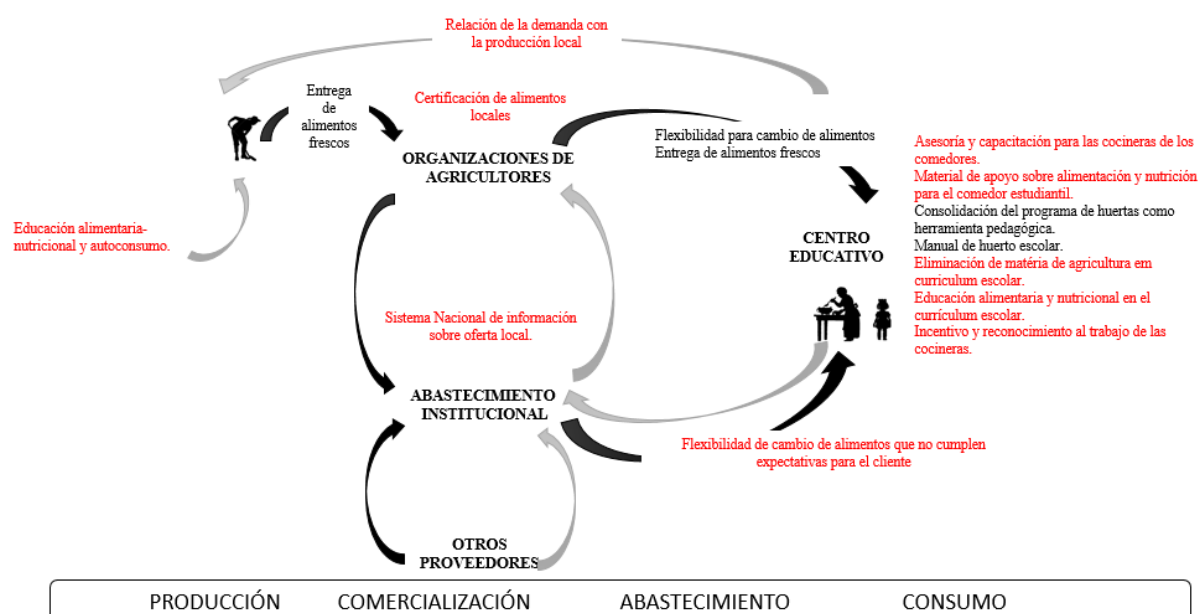 Relación de la demanda con
la producción local
Entrega
de
alimentos
frescos
Certificación de alimentos
locales
ORGANIZACIONES DE
AGRICULTORES
Flexibilidad para cambio de alimentos
Entrega de alimentos frescos
Asesoría y capacitación para las cocineras de los
comedores.
Material de apoyo sobre alimentación y nutrición
para el comedor estudiantil.
Consolidación del programa de huertas como
herramienta pedagógica.
Manual de huerto escolar.
Eliminación de matéria de agricultura em
curriculum escolar.
Educación alimentaria y nutricional en el
currículum escolar.
Incentivo y reconocimiento al trabajo de las
cocineras.
Educación alimentaria-
nutricional y autoconsumo.
CENTRO
EDUCATIVO
Sistema Nacional de información
sobre oferta local.
ABASTECIMIENTO
INSTITUCIONAL
Flexibilidad de cambio de alimentos que no cumplen
expectativas para el cliente
OTROS
PROVEEDORES
PRODUCCIÓN COMERCIALIZACIÓN ABASTECIMIENTO CONSUMO